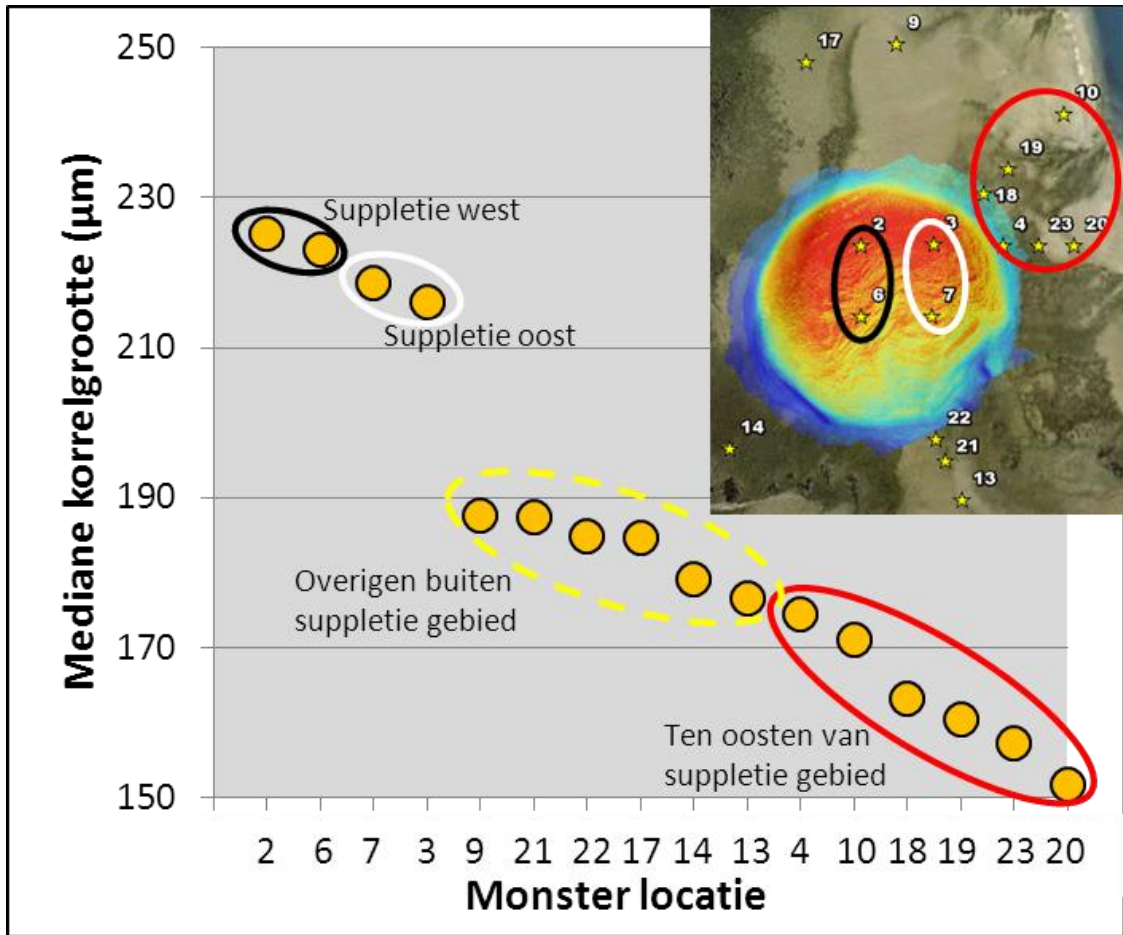 250
230
210
190
170
150
Mediane korrelgrootte (µm)
Suppletie west
Suppletie oost
Overigen buiten
suppletie gebied
Ten oosten van
suppletie gebied
2 6 7 3 9 21 22 17 14 13 4 10 18 19 23 20
Monster locatie
9
17
10
19
18
2 3 4 23 20
6 7
22
14
21
13